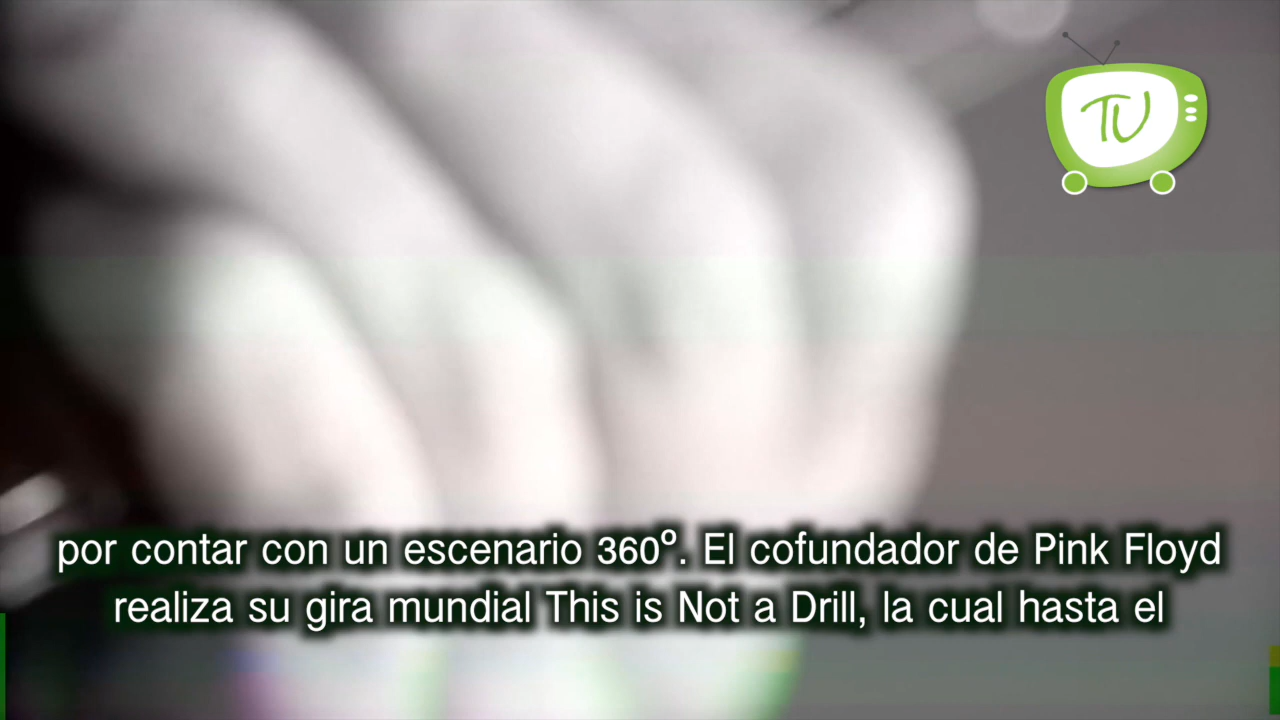 TU
por contar con un escenario 360º. El cofundador de Pink Floyd
realiza su gira mundial This is Not a Drill, la cual hasta el